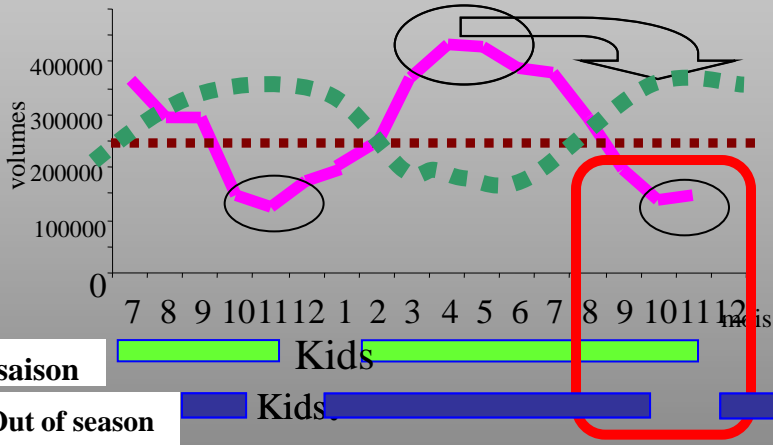 volumes
400000
300000
200000
100000
0
7 8 9 10 11 12 1 2 3 4 5 6 7 8 9 10 11 12 mois
saison Kids
Out of season Kids